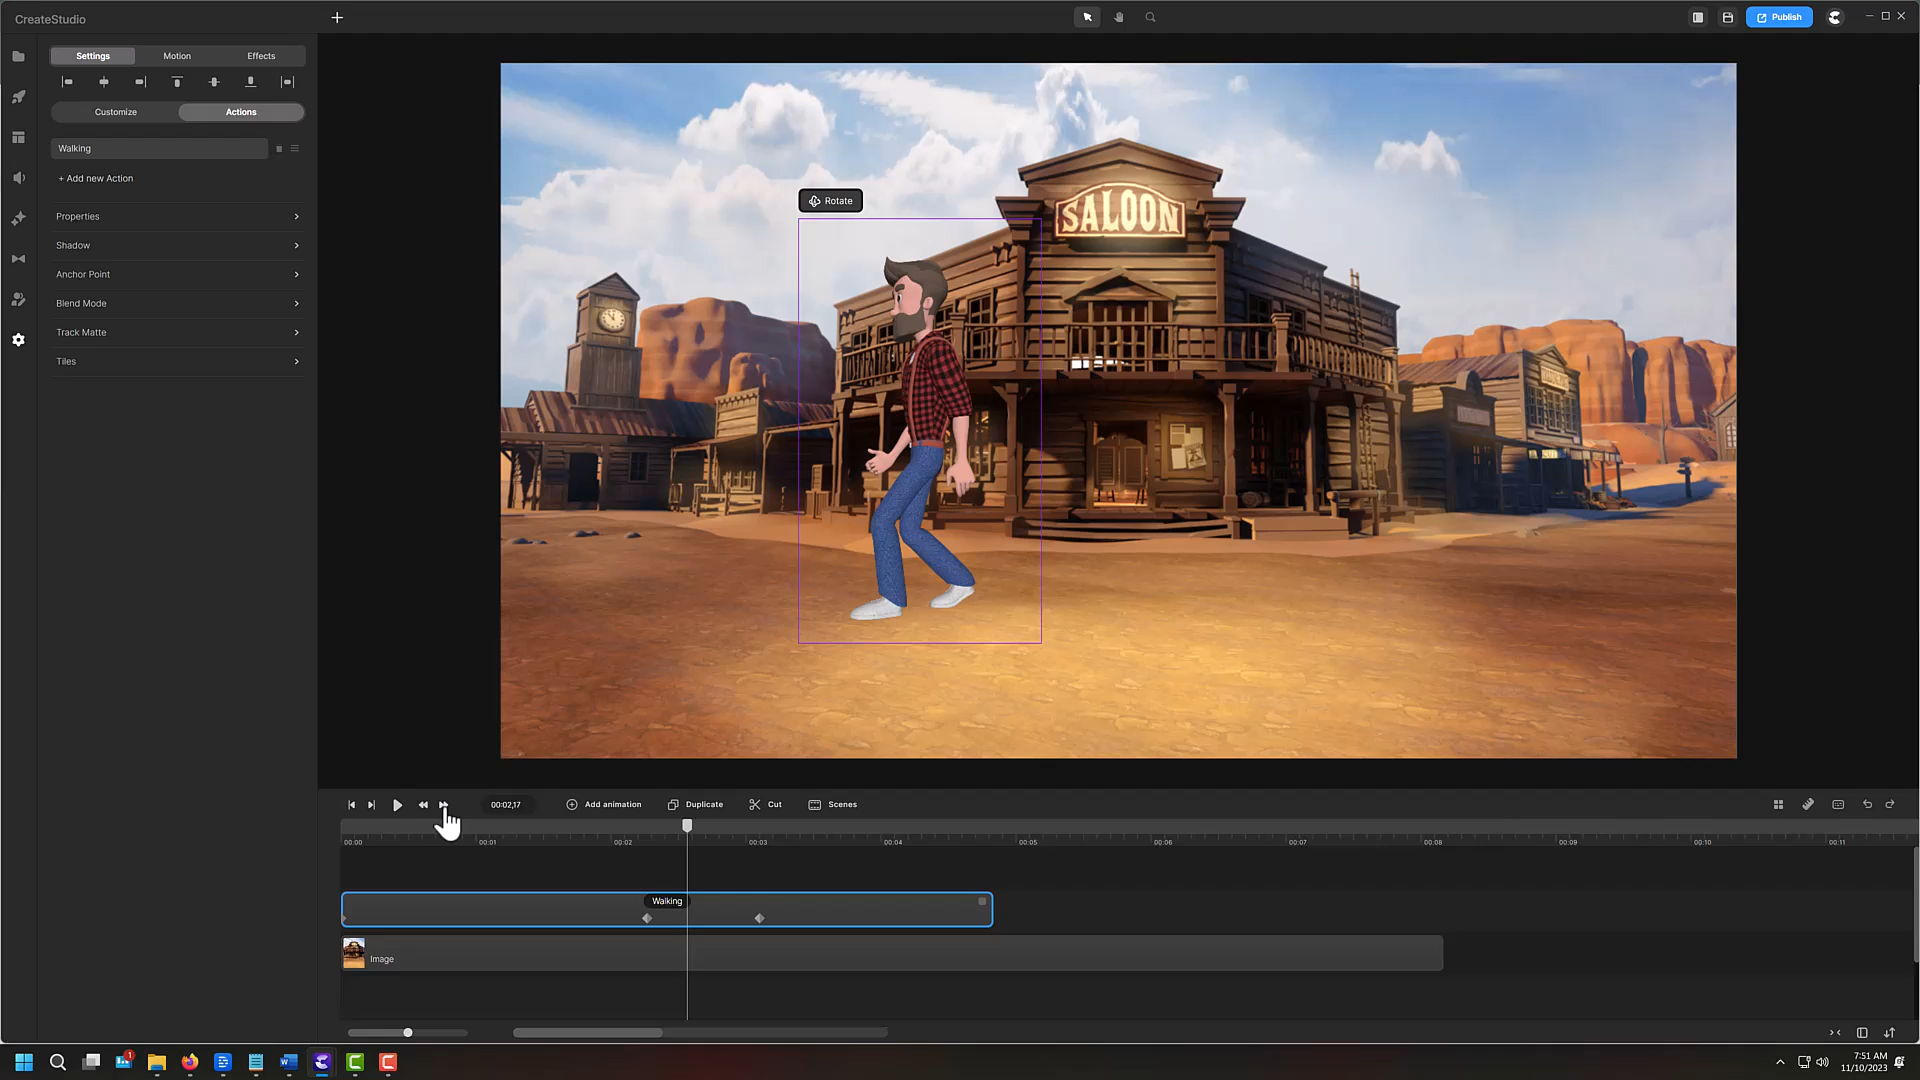 CreateStudio
Publish
Settings
Motion
Effects
Customize
Actions
Walking
+ Add new Action
Properties
Shadow
Anchor Point
Blend Mode
Track Matte
Tiles
Rotate
SALOON
00:02,17
Add animation
Duplicate
Cut
Scenes
00:00
00:01
00:02
00:03
00:04
00:05
00:06
00:07
00:08
00:09
00:10
00:11
Walking
Image
1
7:51 AM
11/10/2023